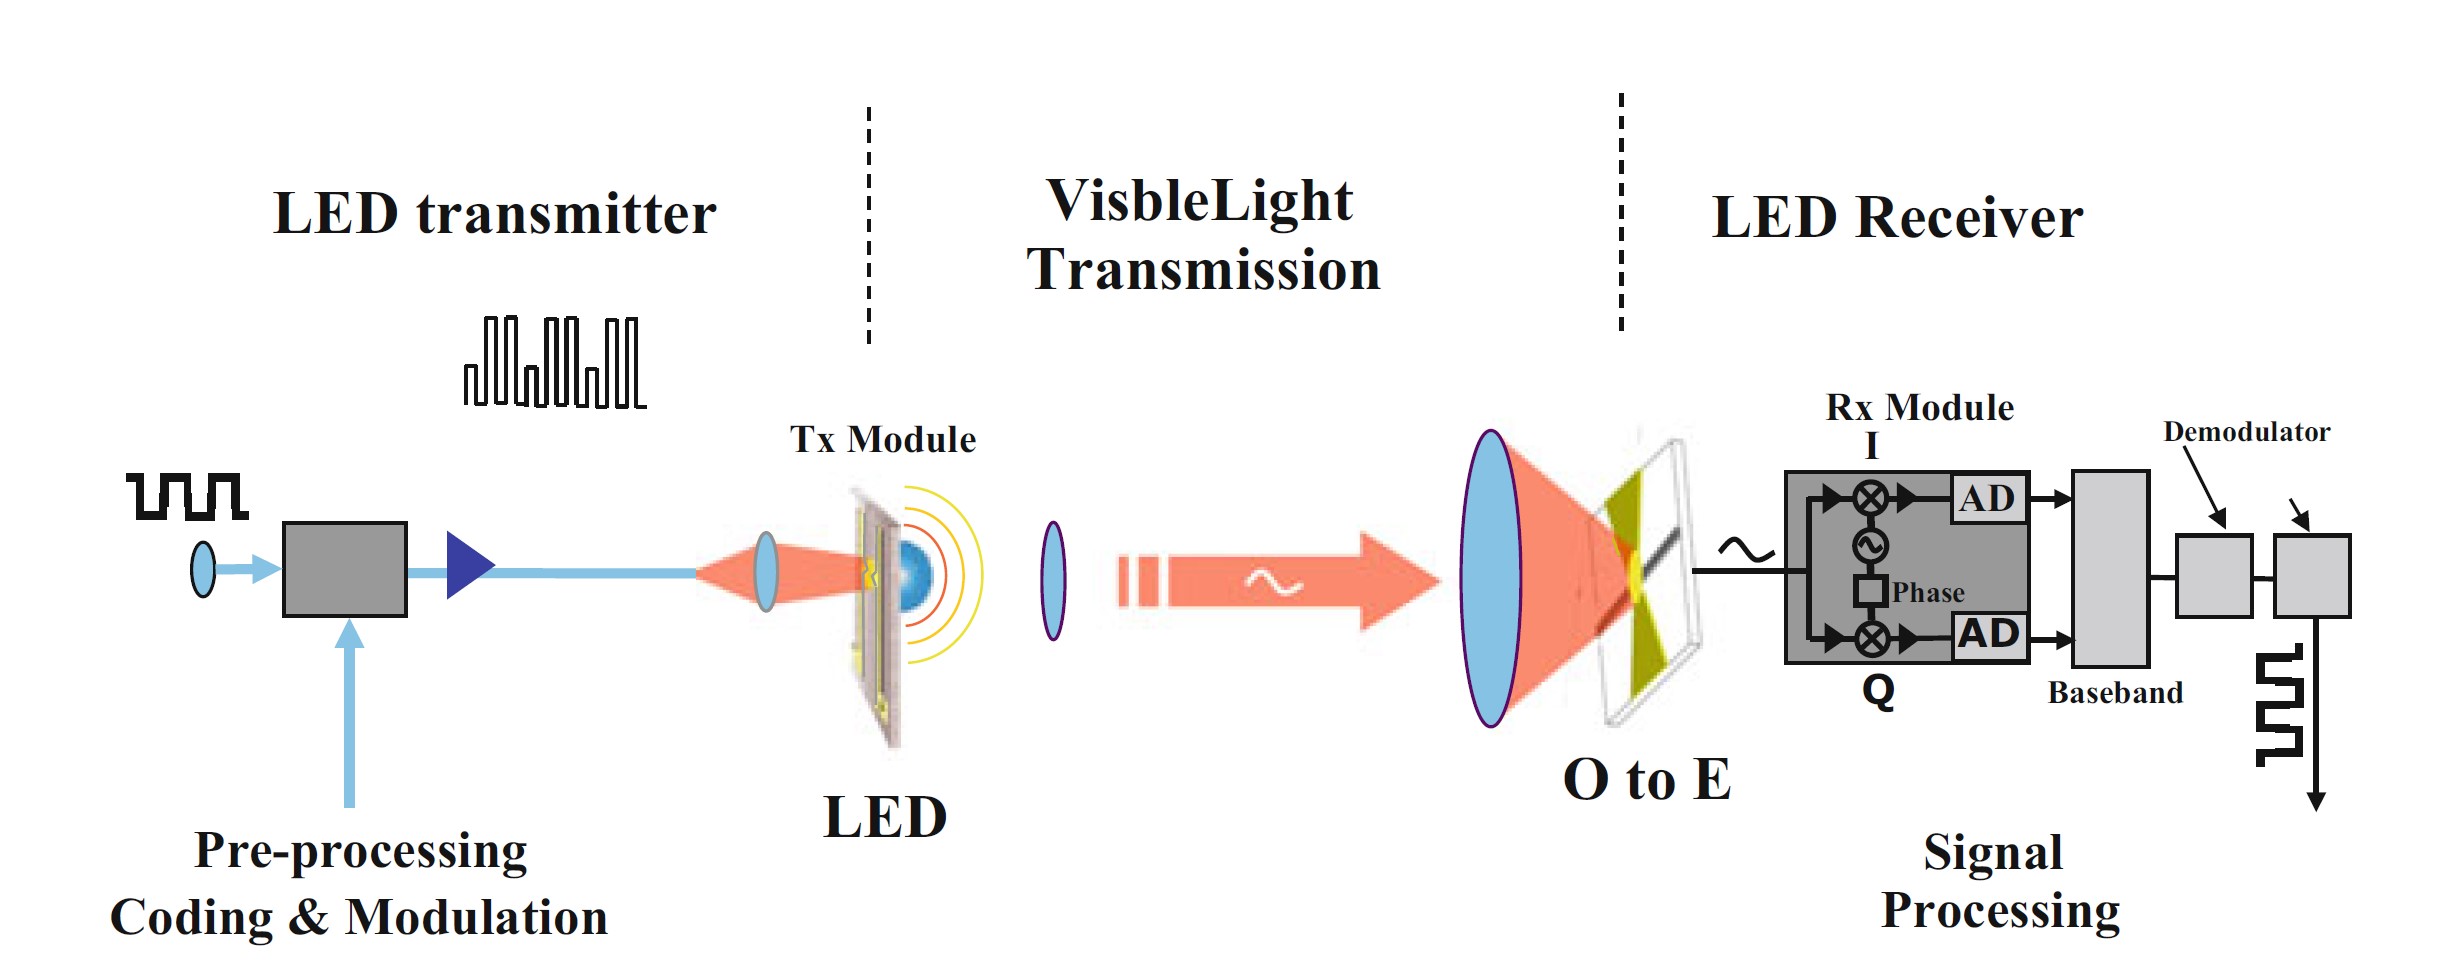 LED transmitter
VisbleLight
Transmission
LED Receiver
Tx Module
Rx Module
I
Demodulator
AD
Phase
AD
Q
Baseband
O to E
LED
Pre-processing
Coding & Modulation
Signal
Processing